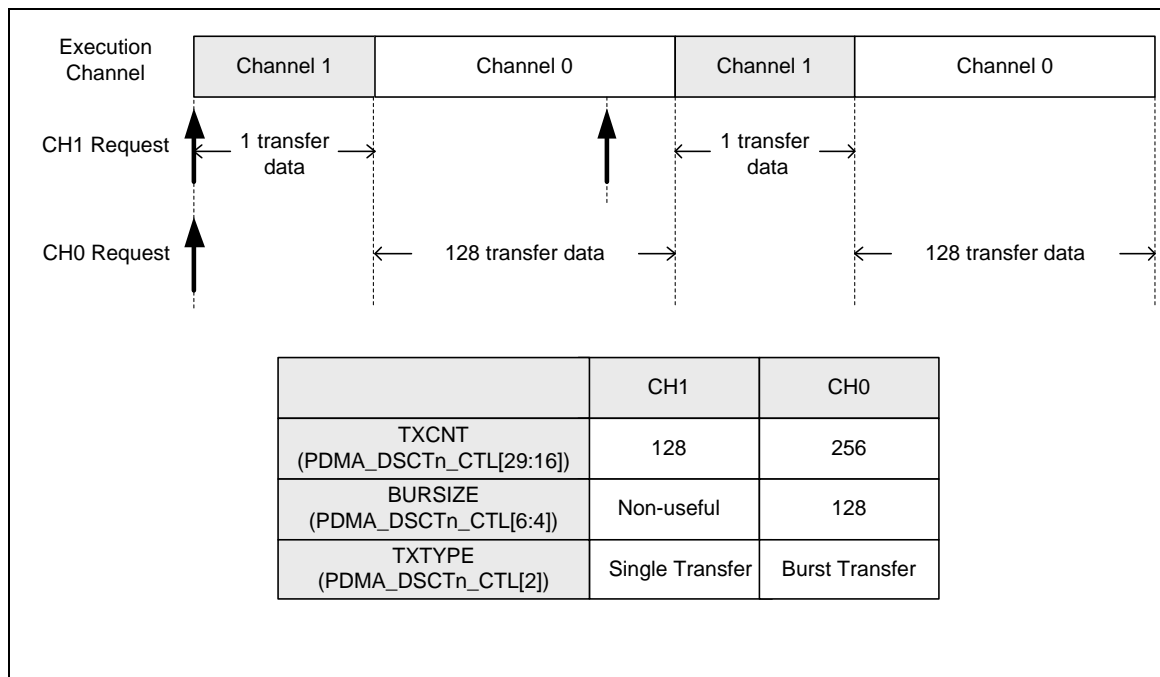 Execution
Channel
Channel 1
Channel 0
Channel 1
Channel 0
CH1 Request
1 transfer
data
1 transfer
data
CH0 Request
128 transfer data
128 transfer data
CH1
CH0
TXCNT
(PDMA_DSCTn_CTL[29:16])
128
256
BURSIZE
(PDMA_DSCTn_CTL[6:4])
Non-useful
128
TXTYPE
(PDMA_DSCTn_CTL[2])
Single Transfer
Burst Transfer